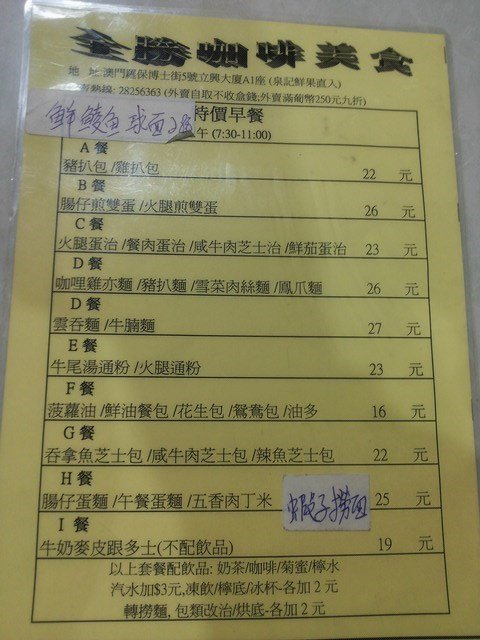 全勝咖啡美食
地 址:澳門羅保博士街5號立興大廈A1座 (泉記鮮果直入)
熱線: 28256363 (外賣自取不收盒錢;外賣滿葡幣250元九折)
鮮鯪魚球面
特價早餐
午 (7:30-11:00)
A 餐
豬扒包 /雞扒包 22 元
B 餐
腸仔煎雙蛋 /火腿煎雙蛋 26 元
C 餐
火腿蛋治 /餐肉蛋治 /咸牛肉芝士治 /鮮茄蛋治 23 元
D 餐
咖哩雞亦麵 /豬扒麵 /雪菜肉絲麵 /鳳爪麵 26 元
D 餐
雲吞麵 /牛腩麵 27 元
E 餐
牛尾湯通粉 /火腿通粉 23 元
F 餐
菠蘿油 /鮮油餐包 /花生包 /鴛鴦包 /油多 16 元
G 餐
吞拿魚芝士包 /咸牛肉芝士包 /辣魚芝士包 22 元
H 餐
腸仔蛋麵 /午餐蛋麵 /五香肉丁米 25 元
蝦子撈面
I 餐
牛奶麥皮跟多士(不配飲品) 19 元
以上套餐配飲品: 奶茶/咖啡/菊蜜/檸水
汽水加$3元,凍飲/檸底/冰杯-各加 2 元
轉撈麵, 包類改治/烘底-各加 2 元